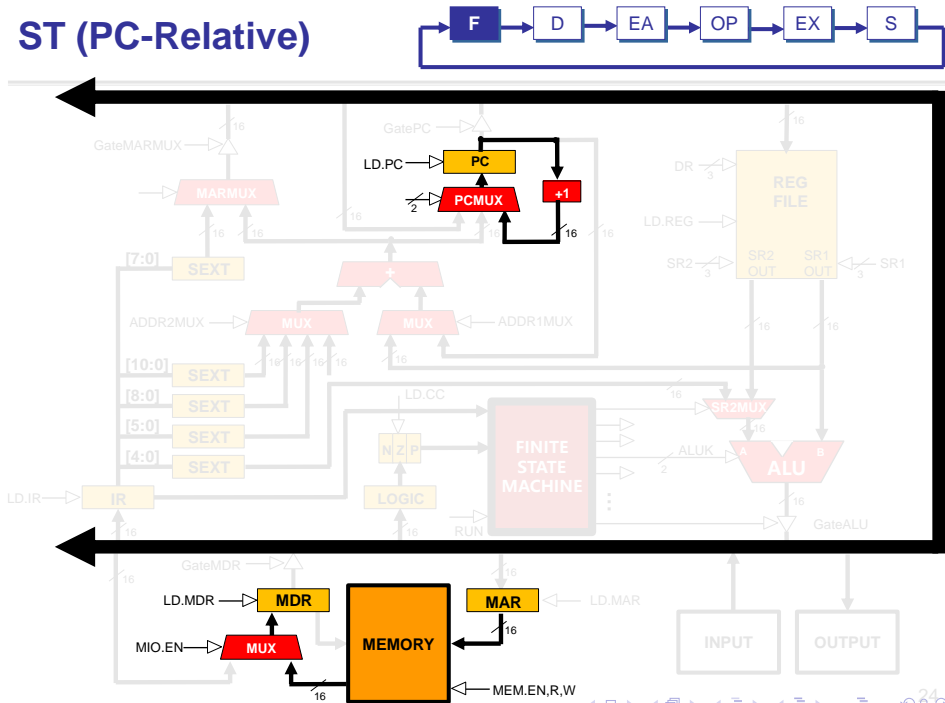 ST (PC-Relative)
F D EA OP EX S
16 16 16
GateMARMUX GatePC
LD.PC PC DR 3 REG FILE
MARMUX 2 PCMUX +1
LD.REG
16 16 16 16 16
[7:0] SEXT + SR2 3 SR2 OUT SR1 OUT 3 SR1
ADDR2MUX MUX MUX ADDR1MUX
16 16
16 16 16 16 16
[10:0] SEXT
[8:0] SEXT LD.CC 16 SR2MUX
[5:0] SEXT 16
[4:0] SEXT N Z P FINITE STATE MACHINE ALUK 2 A B ALU
LD.IR IR LOGIC
16 16 RUN 16 GateALU
16 GateMDR 16
LD.MDR MDR MEMORY MAR LD.MAR
MIO.EN MUX 16 INPUT OUTPUT
16 MEM.EN,R,W
24